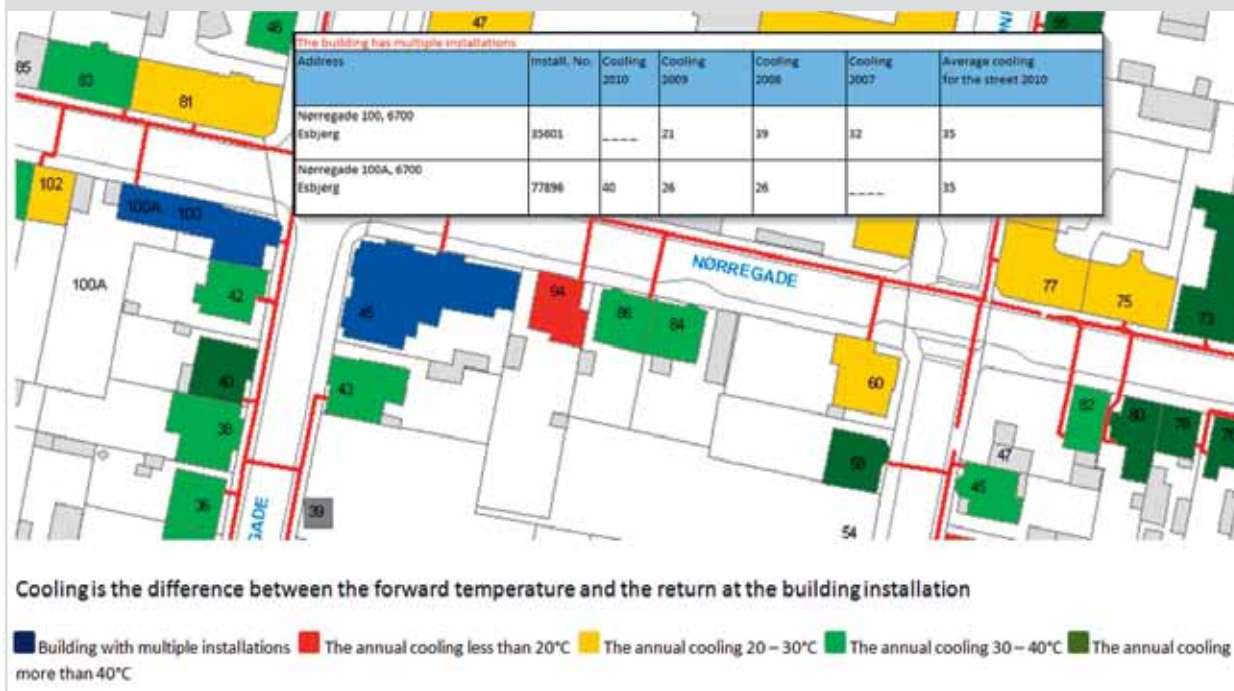 46
47
55
The building has multiple installations
Address Install. No. Cooling 2010 Cooling 2009 Cooling 2008 Cooling 2007 Average cooling for the street 2010
Nørregade 100, 6700 Esbjerg 35601 ____ 21 39 32 35
Nørregade 100A, 6700 Esbjerg 77896 40 26 26 ____ 35
85
83
81
102
100A
100
100A
42
45
94
86
84
NØRREGADE
77
75
73
40
43
60
38
82
80
78
76
36
39
59
47
45
54
GADE
Cooling is the difference between the forward temperature and the return at the building installation
Building with multiple installations The annual cooling less than 20°C The annual cooling 20 – 30°C The annual cooling 30 – 40°C The annual cooling
more than 40°C